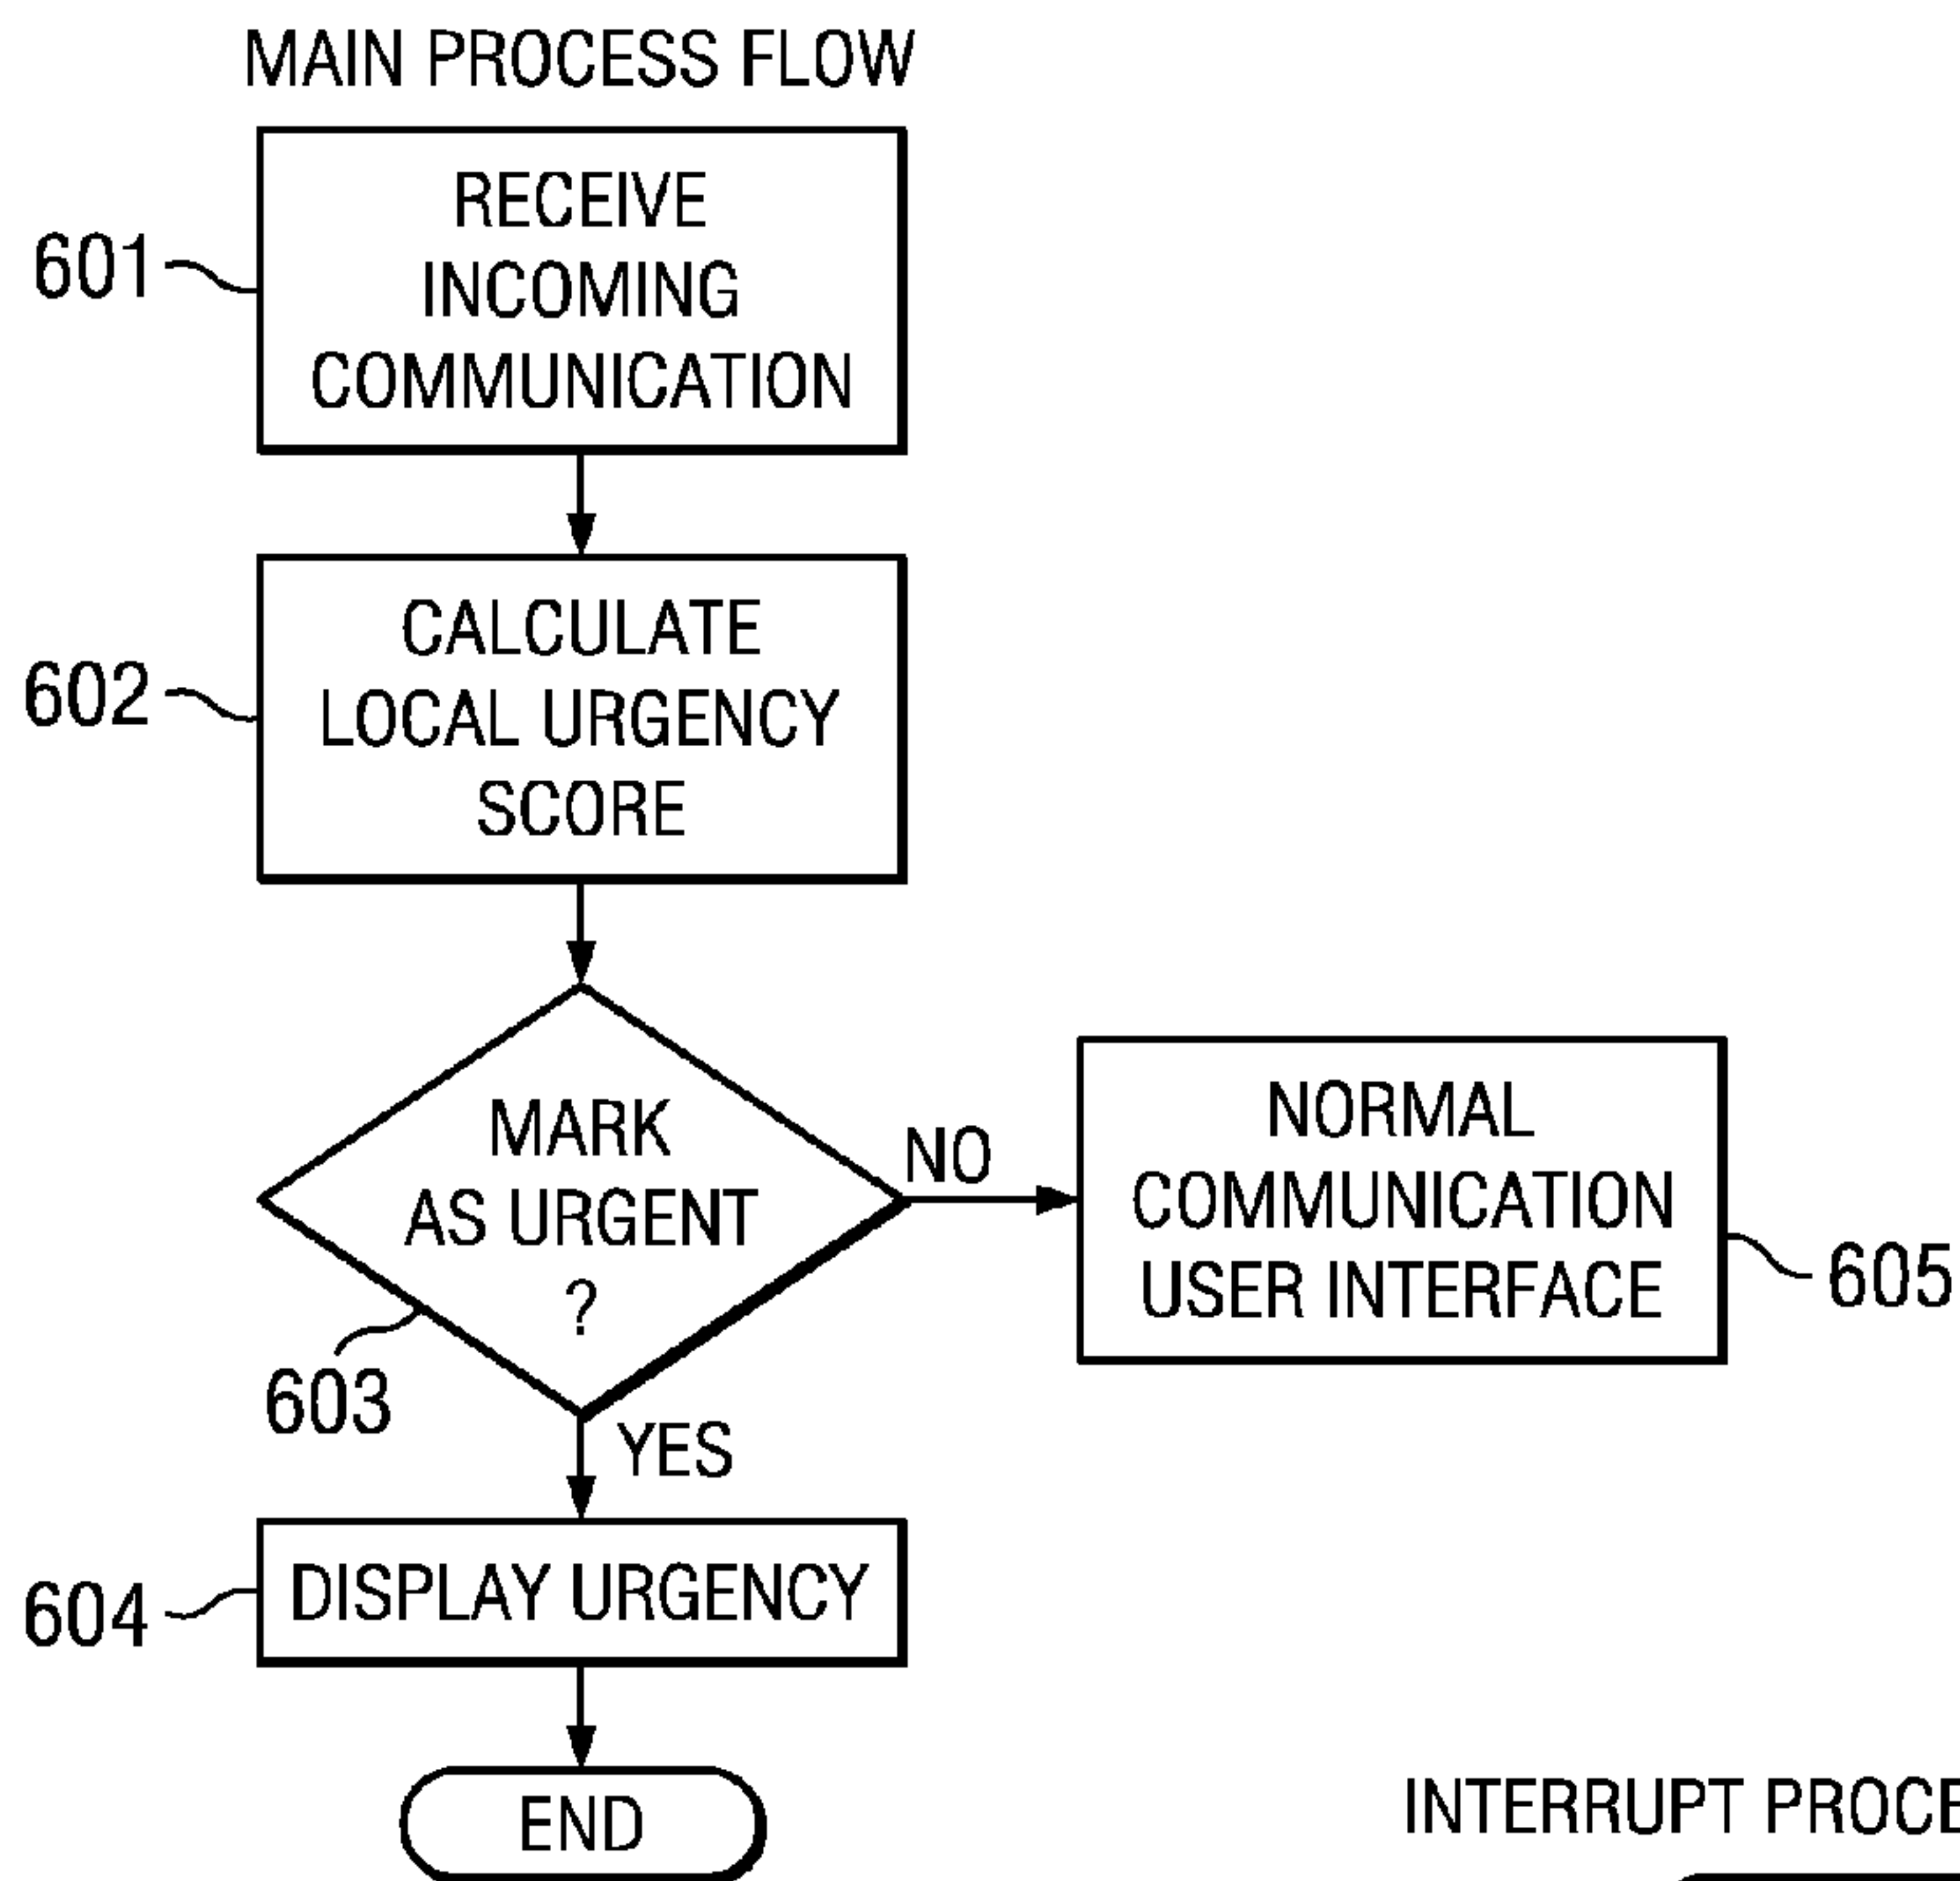 MAIN PROCESS FLOW
RECEIVE
INCOMING
COMMUNICATION
601
CALCULATE
LOCAL URGENCY
SCORE
602
MARK
AS URGENT
?
603
NO
NORMAL
COMMUNICATION
USER INTERFACE
605
YES
DISPLAY URGENCY
604
END
INTERRUPT